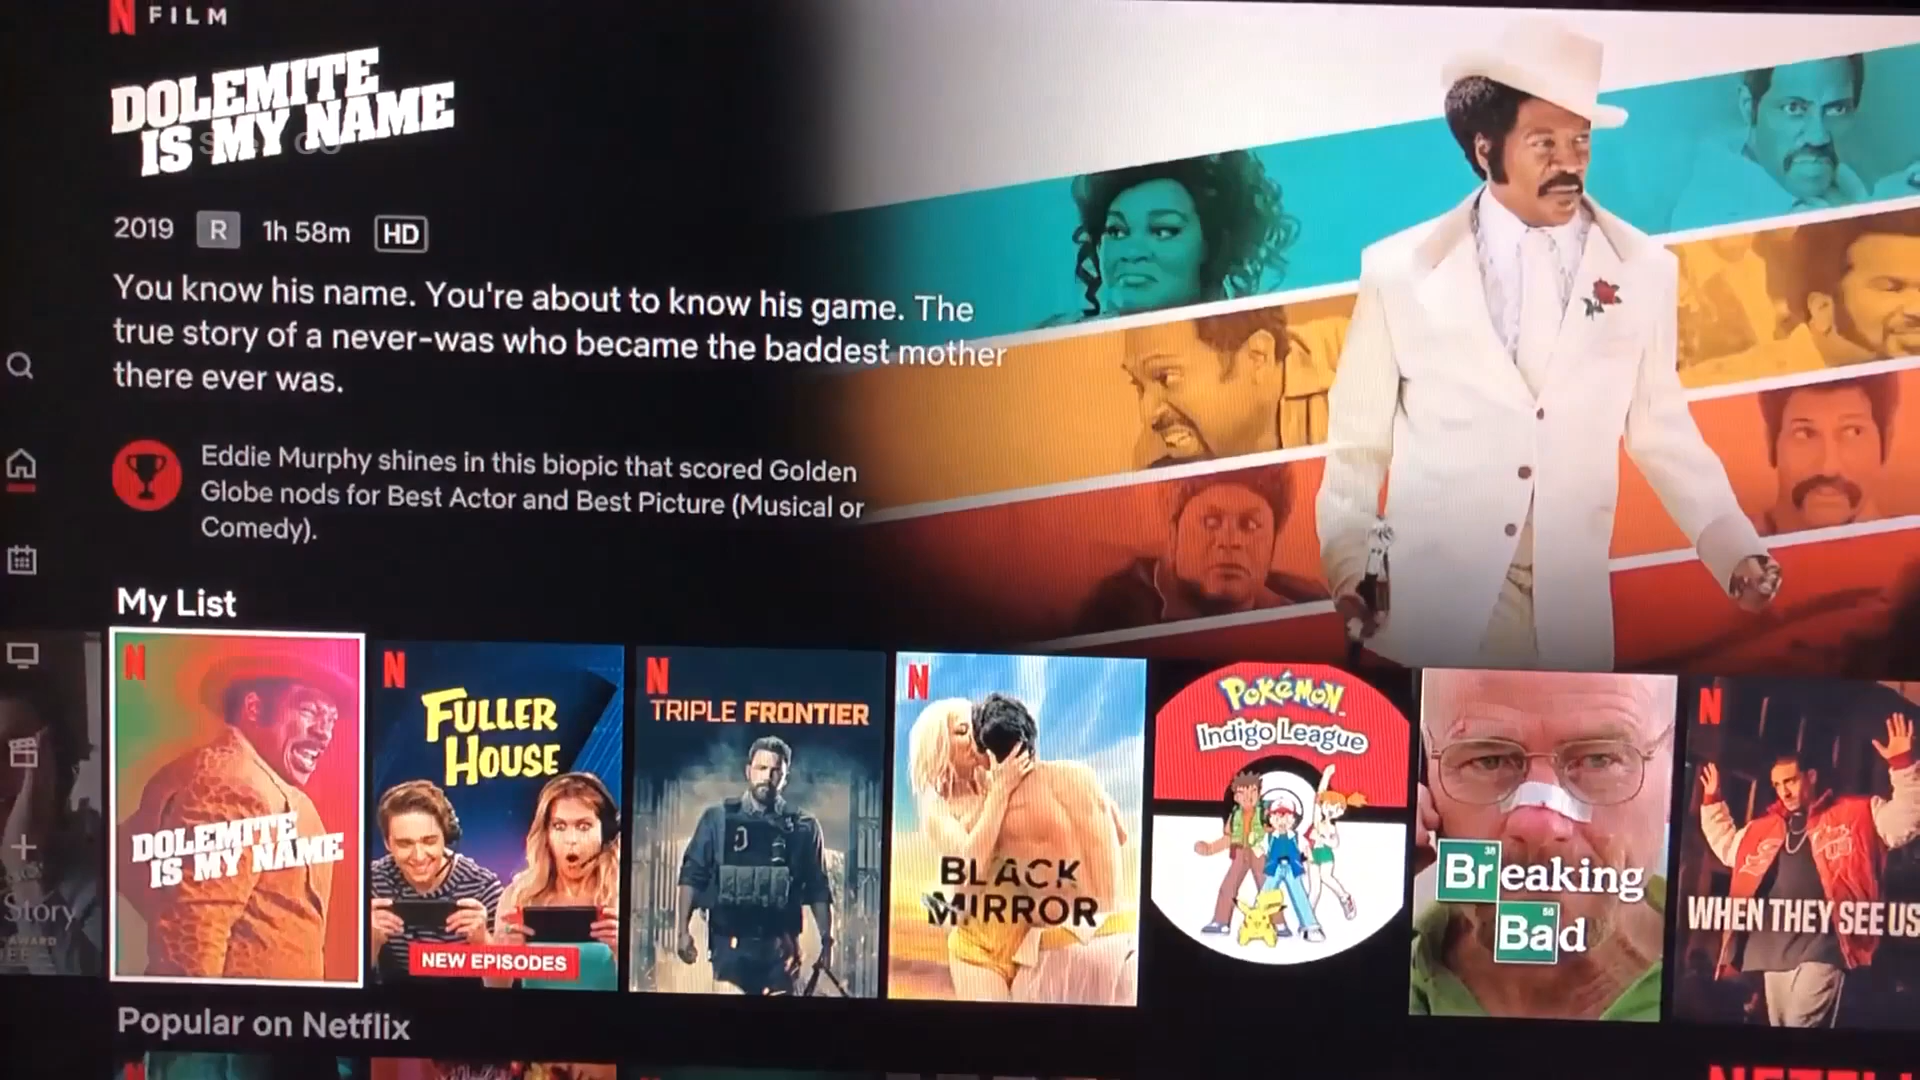 N FILM
DOLEMITE
IS MY NAME
2019 R 1h 58m HD
You know his name. You're about to know his game. The
true story of a never-was who became the baddest mother
there ever was.
Eddie Murphy shines in this biopic that scored Golden
Globe nods for Best Actor and Best Picture (Musical or
Comedy).
My List
N
DOLEMITE
IS MY NAME
N
FULLER
HOUSE
NEW EPISODES
N
TRIPLE FRONTIER
N
BLACK
MIRROR
POKéMON
Indigo League
Breaking
Bad
N
WHEN THEY SEE US
Story
AWARD
Popular on Netflix